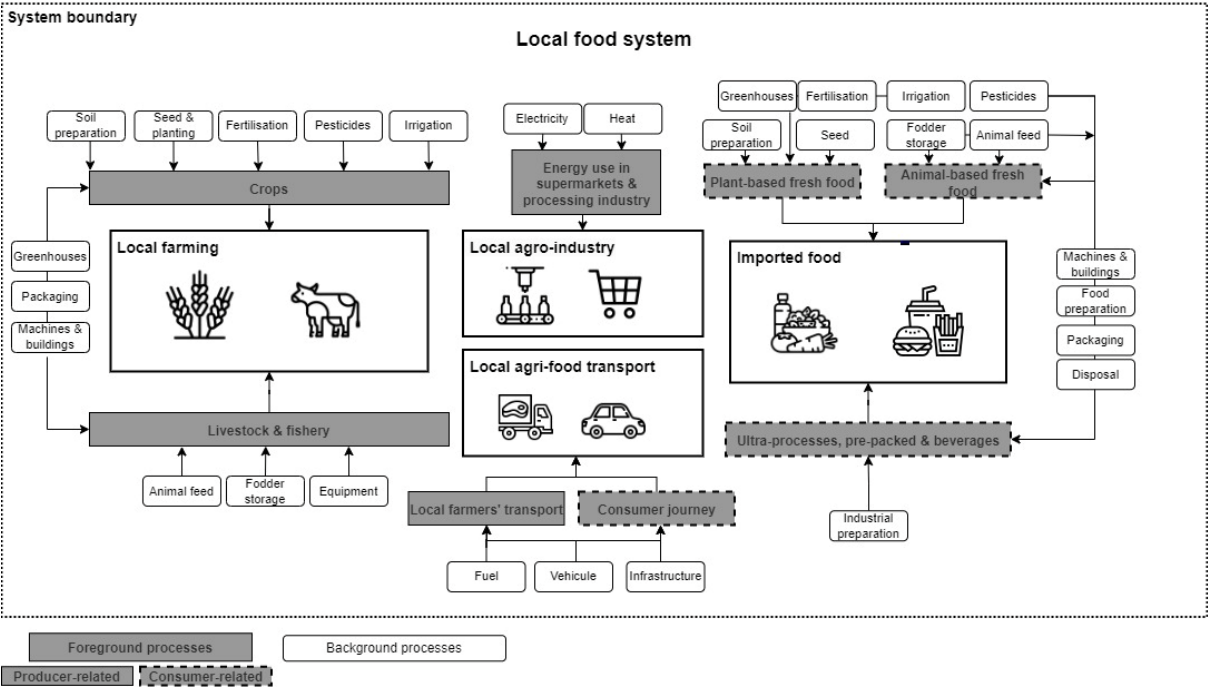 System boundary
Local food system
Soil
preparation
Seed &
planting
Fertilisation
Pesticides
Irrigation
Crops
Local farming
Greenhouses
Packaging
Machines &
buildings
Livestock & fishery
Animal feed
Fodder
storage
Equipment
Electricity
Heat
Energy use in
supermarkets &
processing industry
Local agro-industry
Local agri-food transport
Local farmers' transport
Consumer journey
Fuel
Vehicule
Infrastructure
Greenhouses
Fertilisation
Irrigation
Pesticides
Soil
preparation
Seed
Fodder
storage
Animal feed
Plant-based fresh food
Animal-based fresh
food
Imported food
Machines &
buildings
Food
preparation
Packaging
Disposal
Ultra-processes, pre-packed & beverages
Industrial
preparation
Foreground processes
Background processes
Producer-related
Consumer-related